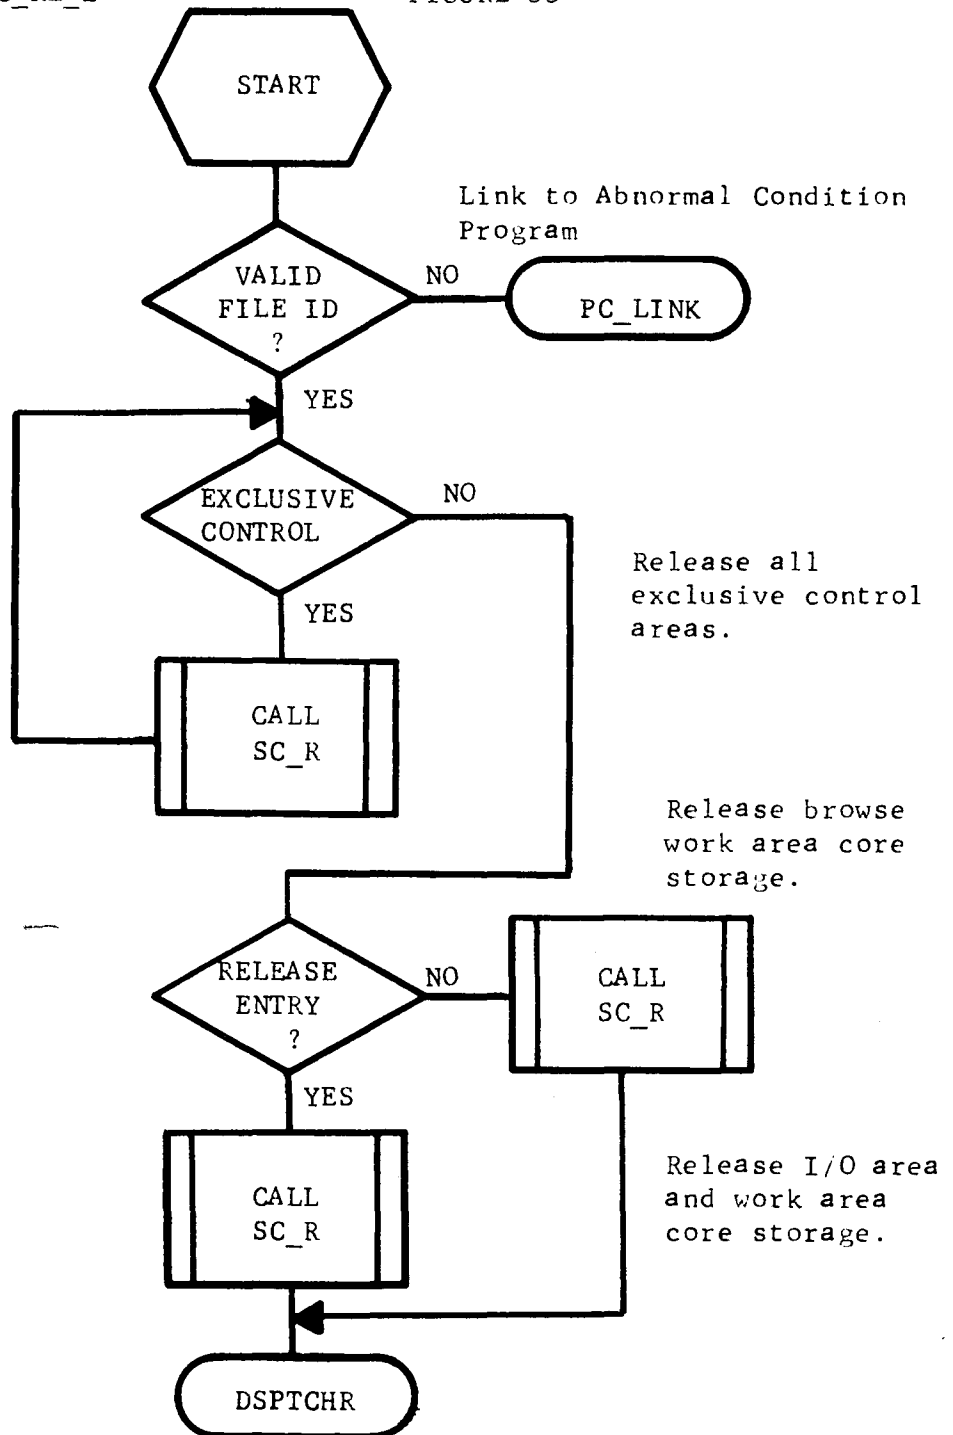 START
Link to Abnormal Condition
Program
VALID
FILE ID
?
NO
PC_LINK
YES
EXCLUSIVE
CONTROL
NO
Release all
exclusive control
areas.
YES
CALL
SC_R
Release browse
work area core
storage.
RELEASE
ENTRY
?
NO
CALL
SC_R
YES
CALL
SC_R
Release I/O area
and work area
core storage.
DSPTCHR